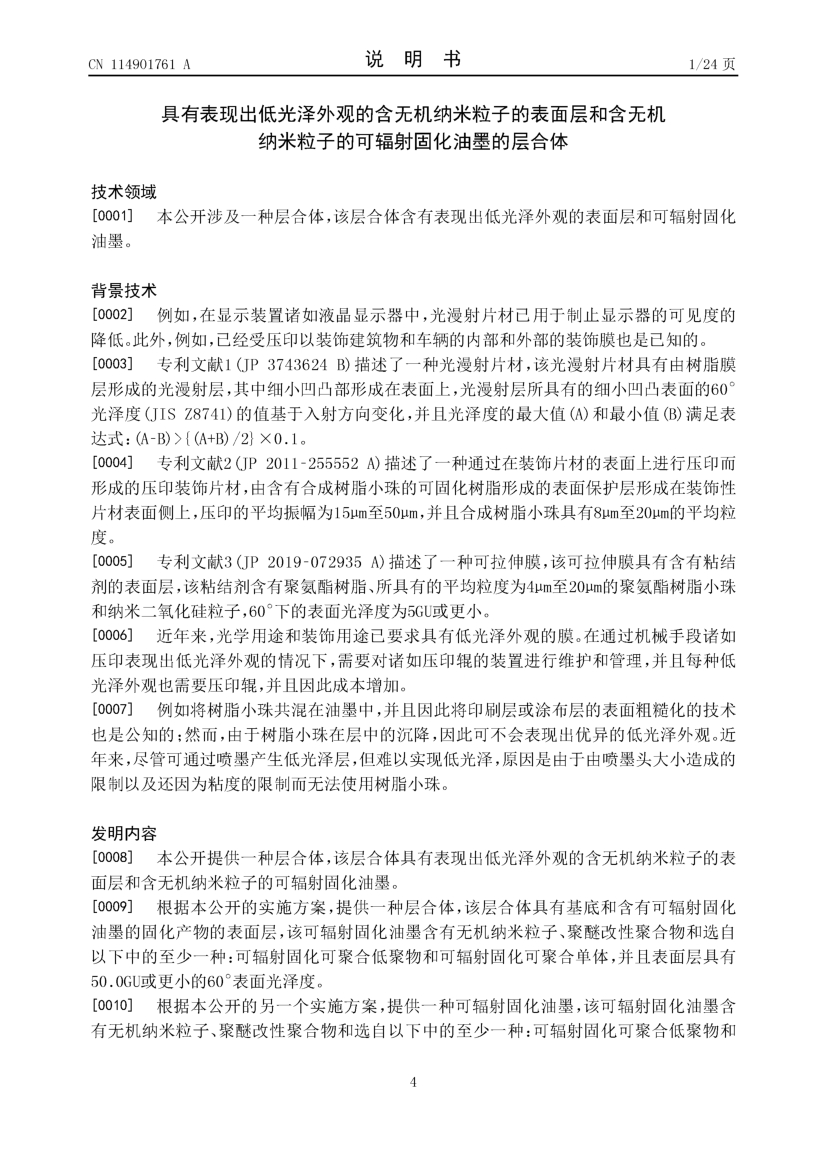 CN 114901761 A
说 明 书
1/24 页
具有表现出低光泽外观的含无机纳米粒子的表面层和含无机
纳米粒子的可辐射固化油墨的层合体
技术领域
[0001] 本公开涉及一种层合体,该层合体含有表现出低光泽外观的表面层和可辐射固化
油墨。
背景技术
[0002] 例如,在显示装置诸如液晶显示器中,光漫射片材已用于制止显示器的可见度的
降低。此外,例如,已经受压印以装饰建筑物和车辆的内部和外部的装饰膜也是已知的。
[0003] 专利文献1(JP 3743624 B)描述了一种光漫射片材,该光漫射片材具有由树脂膜
层形成的光漫射层,其中细小凹凸部形成在表面上,光漫射层所具有的细小凹凸表面的60°
光泽度(JIS Z8741)的值基于入射方向变化,并且光泽度的最大值(A)和最小值(B)满足表
达式:(A-B)>{(A+B)/2}×0.1。
[0004] 专利文献2(JP 2011-255552 A)描述了一种通过在装饰片材的表面上进行压印而
形成的压印装饰片材,由含有合成树脂小珠的可固化树脂形成的表面保护层形成在装饰性
片材表面侧上,压印的平均振幅为15μm至50μm,并且合成树脂小珠具有8μm至20μm的平均粒
度。
[0005] 专利文献3(JP 2019-072935 A)描述了一种可拉伸膜,该可拉伸膜具有含有粘结
剂的表面层,该粘结剂含有聚氨酯树脂、所具有的平均粒度为4μm至20μm的聚氨酯树脂小珠
和纳米二氧化硅粒子,60°下的表面光泽度为5GU或更小。
[0006] 近年来,光学用途和装饰用途已要求具有低光泽外观的膜。在通过机械手段诸如
压印表现出低光泽外观的情况下,需要对诸如压印辊的装置进行维护和管理,并且每种低
光泽外观也需要压印辊,并且因此成本增加。
[0007] 例如将树脂小珠共混在油墨中,并且因此将印刷层或涂布层的表面粗糙化的技术
也是公知的;然而,由于树脂小珠在层中的沉降,因此可不会表现出优异的低光泽外观。近
年来,尽管可通过喷墨产生低光泽层,但难以实现低光泽,原因是由于由喷墨头大小造成的
限制以及还因为粘度的限制而无法使用树脂小珠。
发明内容
[0008] 本公开提供一种层合体,该层合体具有表现出低光泽外观的含无机纳米粒子的表
面层和含无机纳米粒子的可辐射固化油墨。
[0009] 根据本公开的实施方案,提供一种层合体,该层合体具有基底和含有可辐射固化
油墨的固化产物的表面层,该可辐射固化油墨含有无机纳米粒子、聚醚改性聚合物和选自
以下中的至少一种:可辐射固化可聚合低聚物和可辐射固化可聚合单体,并且表面层具有
50.0GU或更小的60°表面光泽度。
[0010] 根据本公开的另一个实施方案,提供一种可辐射固化油墨,该可辐射固化油墨含
有无机纳米粒子、聚醚改性聚合物和选自以下中的至少一种:可辐射固化可聚合低聚物和
4